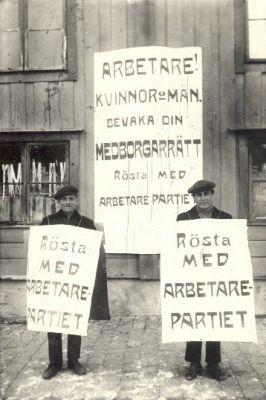 ARBETARE!
KVINNOR o MÄN.
BEVAKA DIN
MEDBORGARRÄTT
RÖSTA MED
ARBETARE PARTIET
RÖSTA
MED
ARBETARE-
PARTIET
RÖSTA
MED
ARBETARE-
PARTIET